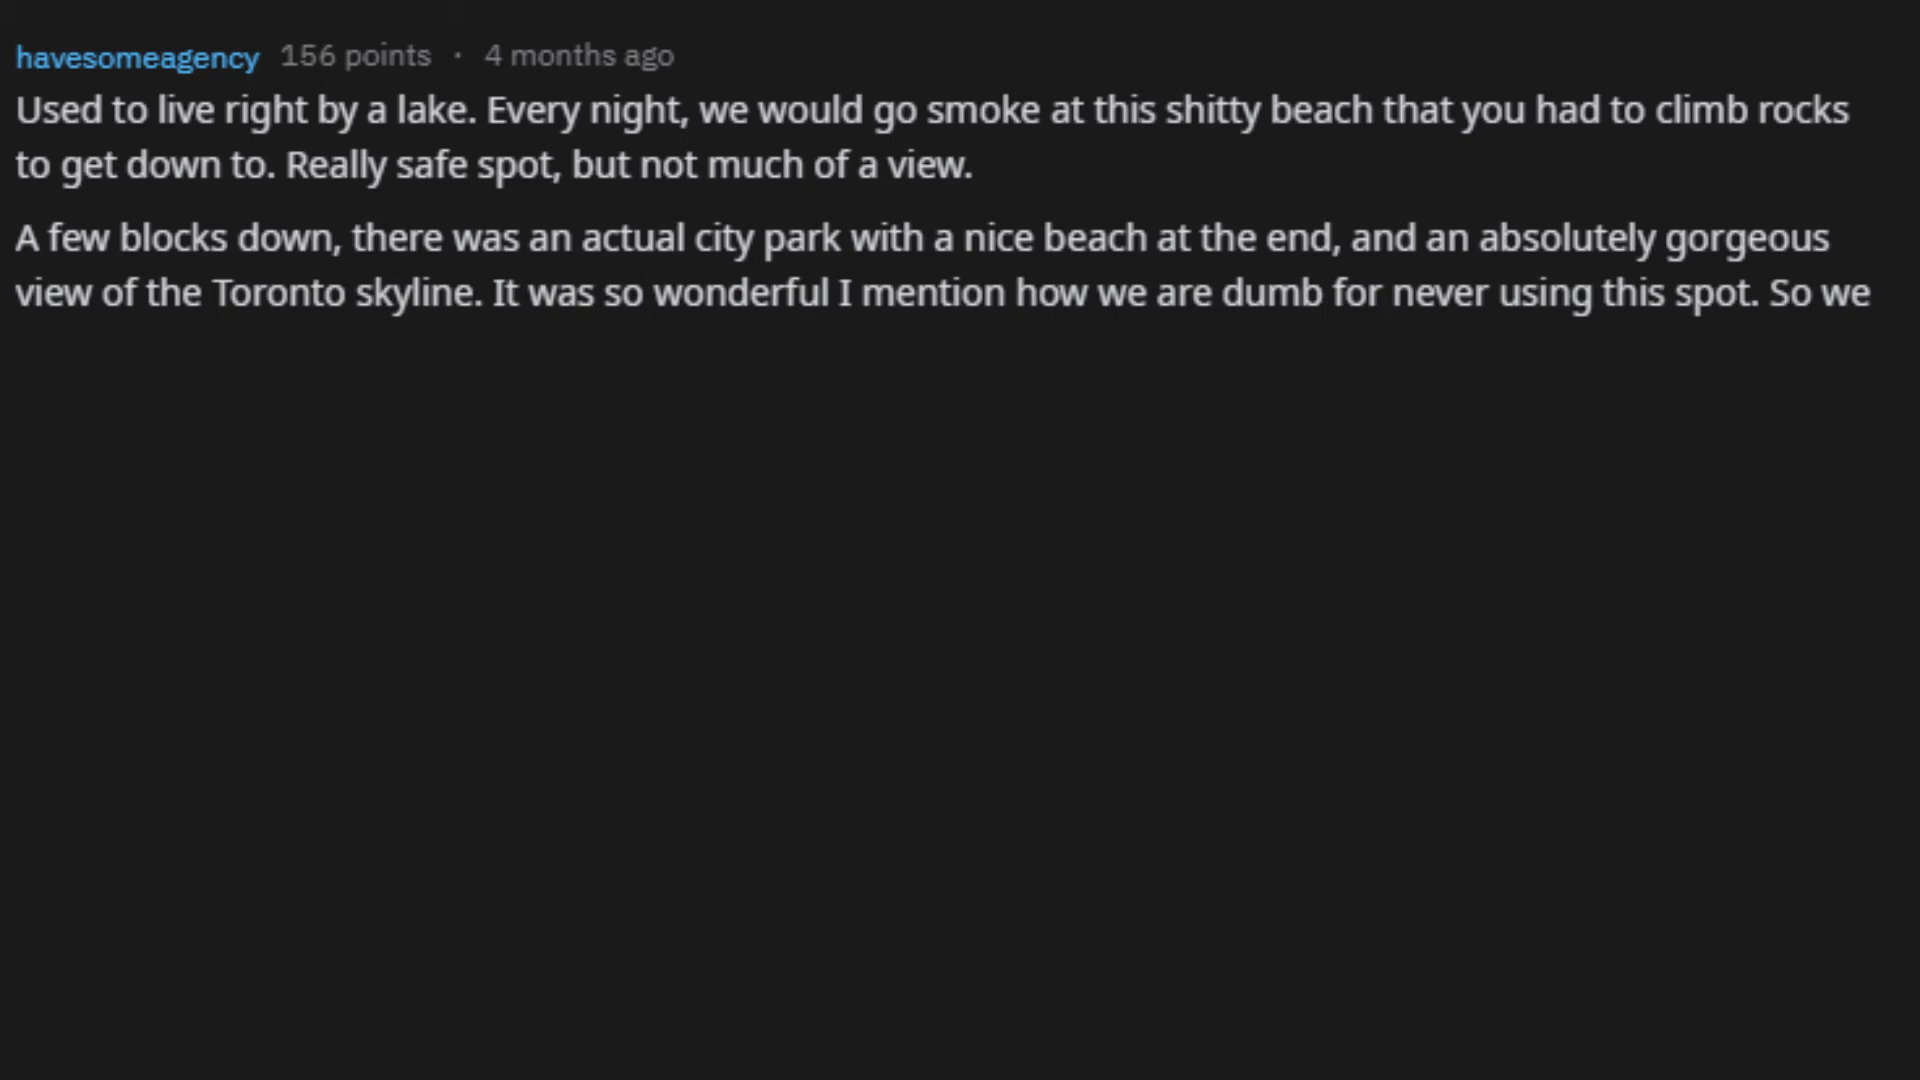 havesomeagency 156 points · 4 months ago
Used to live right by a lake. Every night, we would go smoke at this shitty beach that you had to climb rocks
to get down to. Really safe spot, but not much of a view.
A few blocks down, there was an actual city park with a nice beach at the end, and an absolutely gorgeous
view of the Toronto skyline. It was so wonderful I mention how we are dumb for never using this spot. So we